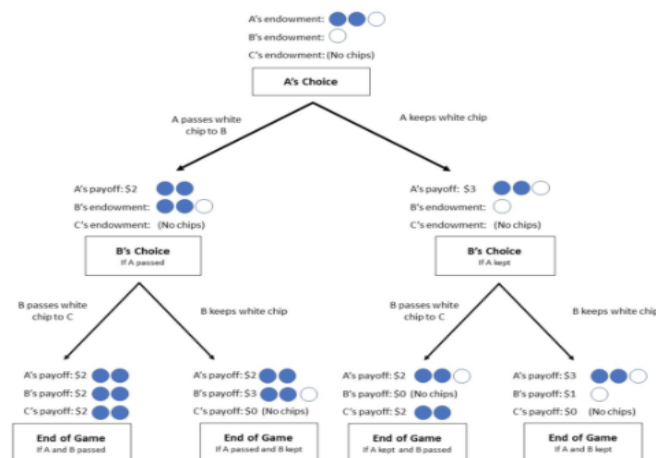 A's endowment:
B's endowment:
C's endowment: (No chips)
A's Choice
A passes white
chip to B
A keeps white chip
A's payoff: $2
B's endowment:
C's endowment: (No chips)
A's payoff: $3
B's endowment:
C's endowment: (No chips)
B's Choice
If A passed
B's Choice
If A kept
B passes white
chip to C
B keeps white chip
B passes white
chip to C
B keeps white chip
A's payoff: $2
B's payoff: $2
C's payoff: $2
A's payoff: $2
B's payoff: $3
C's payoff: $0 (No chips)
A's payoff: $2
B's payoff: $0 (No chips)
C's payoff: $2
A's payoff: $3
B's payoff: $1
C's payoff: $0 (No chips)
End of Game
If A and B passed
End of Game
If A passed and B kept
End of Game
If A kept and B passed
End of Game
If A and B kept